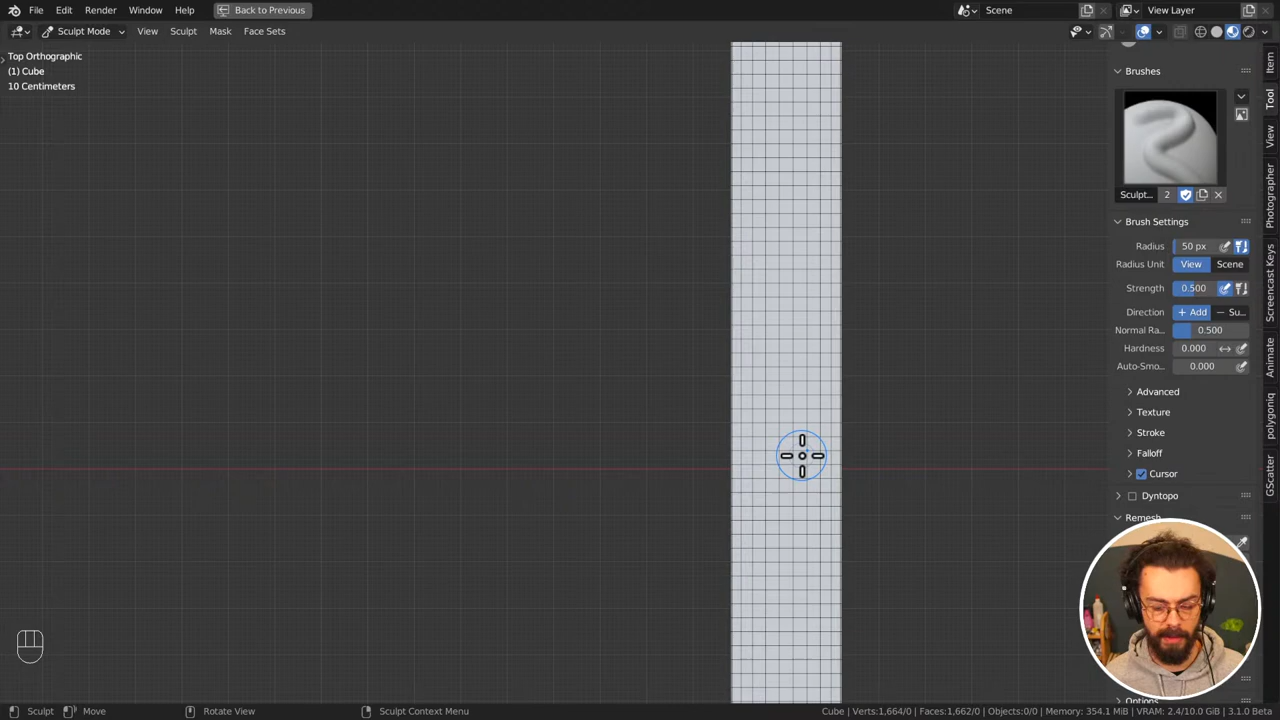 File Edit Render Window Help Back to Previous Scene View Layer
Sculpt Mode View Sculpt Mask Face Sets
Top Orthographic
(1) Cube
10 Centimeters
Brushes
Sculpt... 2
Brush Settings
Radius 50 px
Radius Unit View Scene
Strength 0.500
Direction + Add — Su...
Normal Ra... 0.500
Hardness 0.000
Auto-Smo... 0.000
Advanced
Texture
Stroke
Falloff
Cursor
Dyntopo
Remesh
Options
Item
Tool
View
Photographer
Screencast Keys
Animate
polygoniq
GScatter
Sculpt Move Rotate View Sculpt Context Menu Cube | Verts:1,664/0 | Faces:1,662/0 | Objects:0/0 | Memory: 354.1 MiB | VRAM: 2.4/10.0 GiB | 3.1.0 Beta